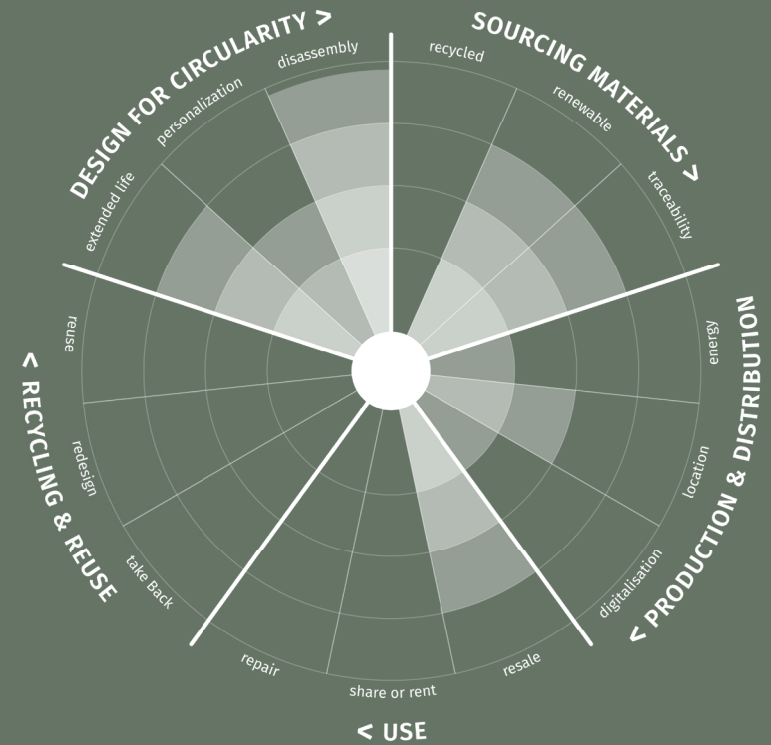 DESIGN FOR CIRCULARITY >
extended life
personalization
disassembly
SOURCING MATERIALS >
recycled
renewable
traceability
< PRODUCTION & DISTRIBUTION
energy
location
digitalisation
< USE
resale
share or rent
repair
< RECYCLING & REUSE
take Back
redesign
reuse